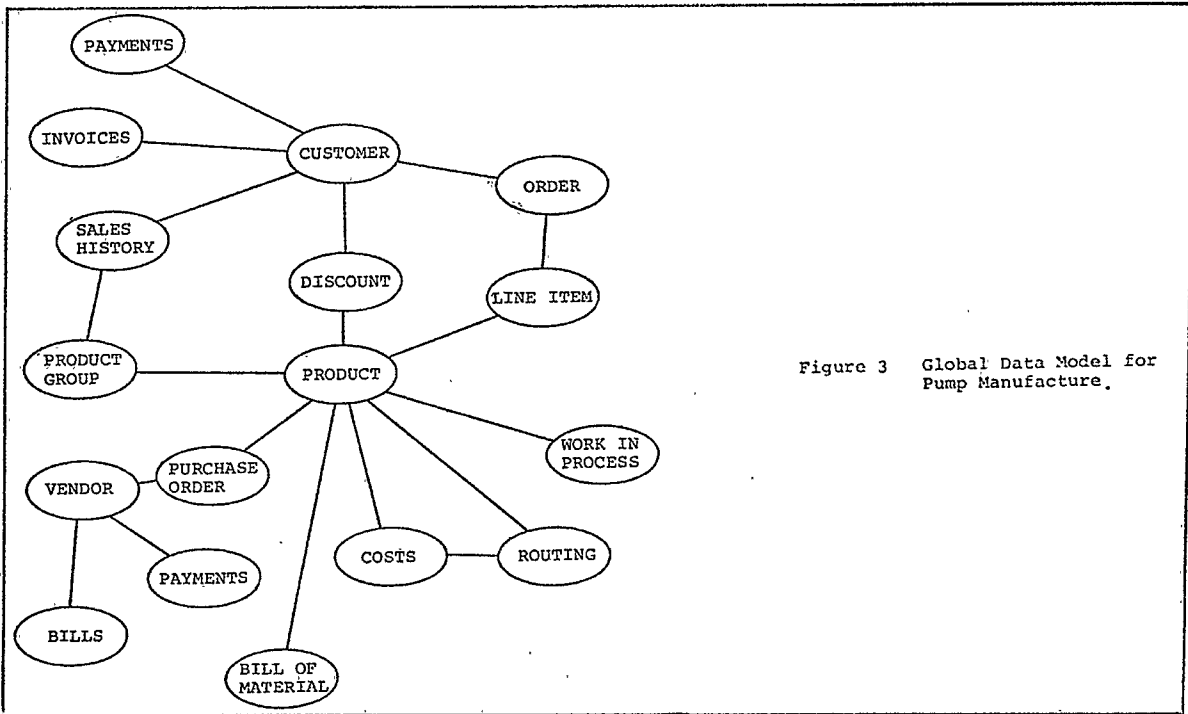 PAYMENTS
INVOICES
CUSTOMER
ORDER
SALES
HISTORY
DISCOUNT
LINE ITEM
PRODUCT
GROUP
PRODUCT
Figure 3 Global Data Model for
Pump Manufacture.
WORK IN
PROCESS
PURCHASE
ORDER
VENDOR
COSTS
ROUTING
PAYMENTS
BILLS
BILL OF
MATERIAL